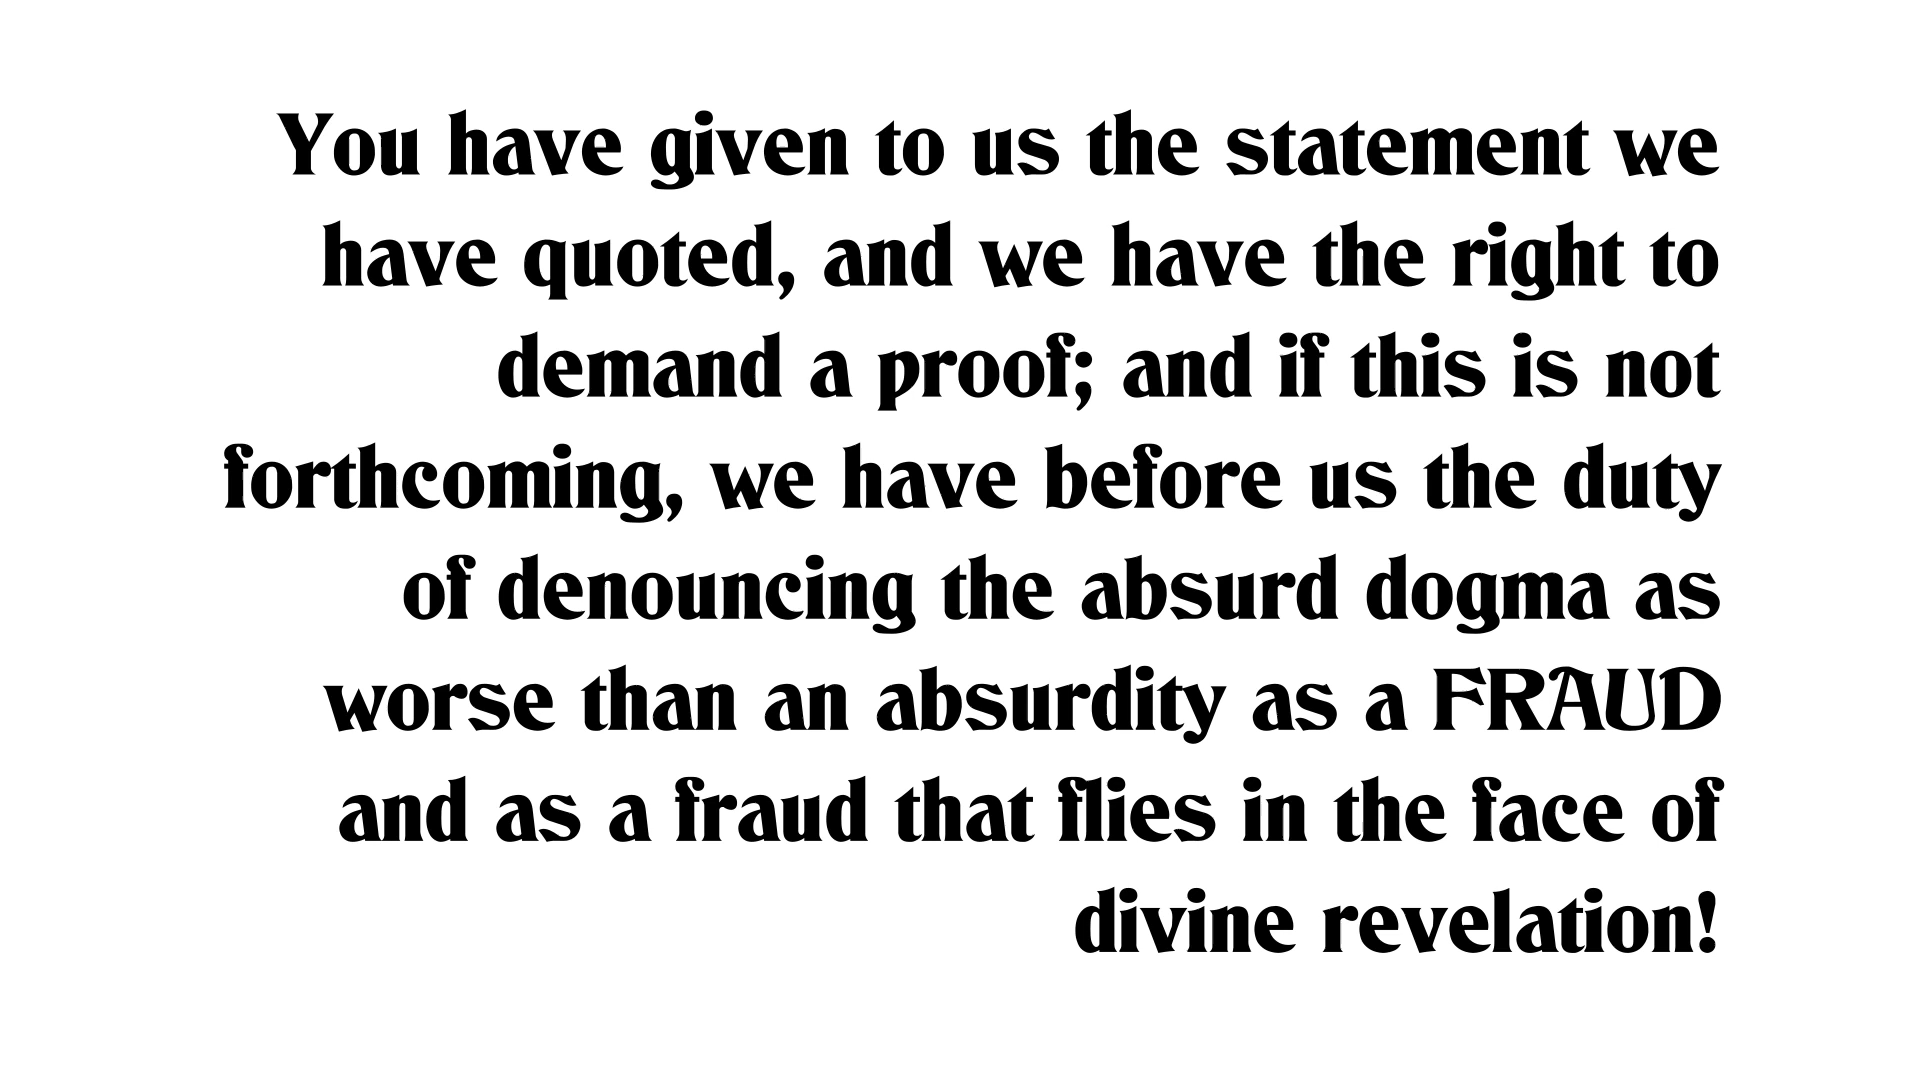 You have given to us the statement we
have quoted, and we have the right to
demand a proof; and if this is not
forthcoming, we have before us the duty
of denouncing the absurd dogma as
worse than an absurdity as a FRAUD
and as a fraud that flies in the face of
divine revelation!